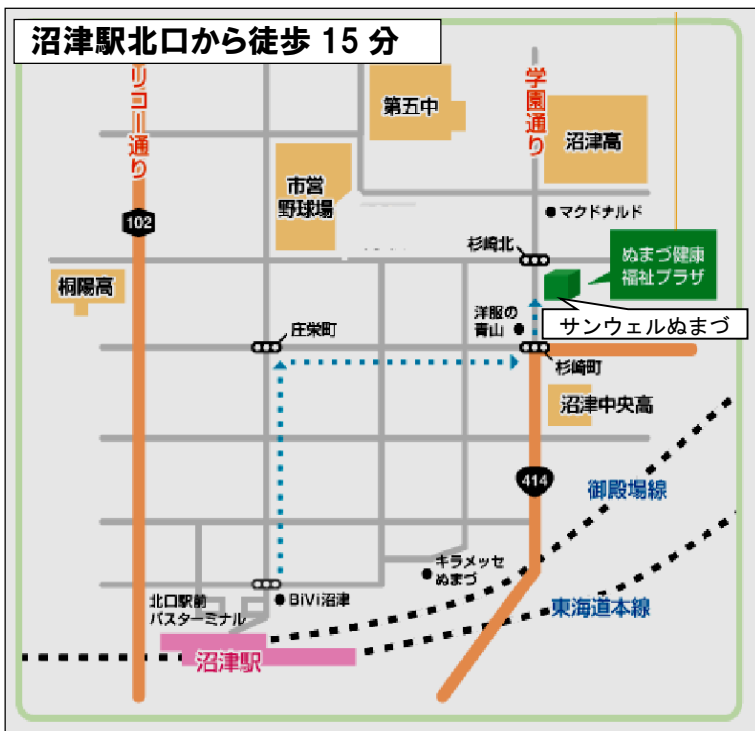 沼津駅北口から徒歩 15 分
リコー通り
学園通り
第五中
沼津高
市営
野球場
マクドナルド
102
杉崎北
ぬまづ健康
福祉プラザ
桐陽高
洋服の
青山
サンウェルぬまづ
庄栄町
杉崎町
沼津中央高
414
御殿場線
キラメッセ
ぬまづ
北口駅前
バスターミナル
BiVi沼津
東海道本線
沼津駅